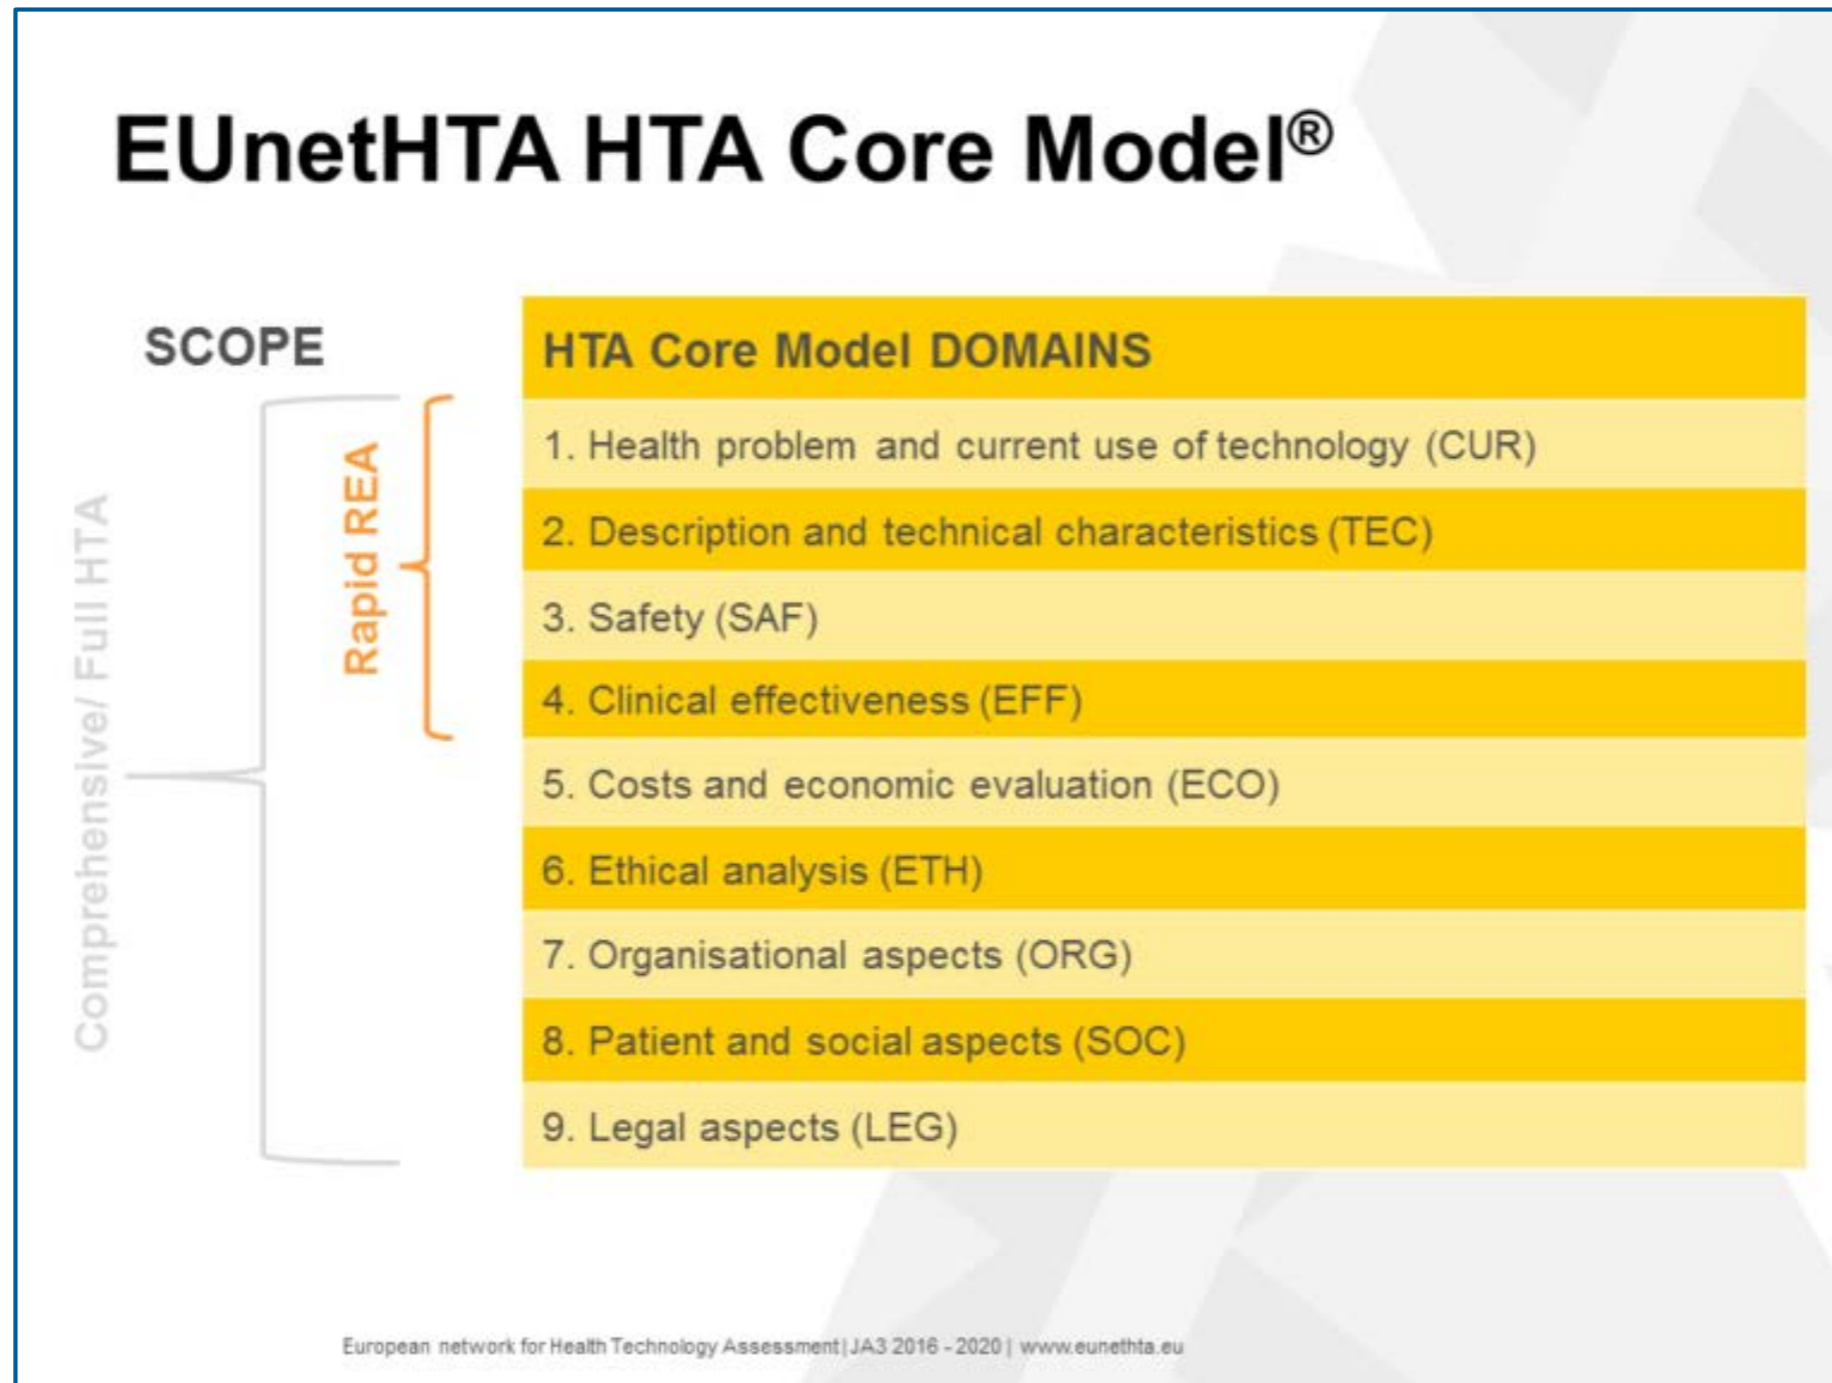 EUnetHTA HTA Core Model®
SCOPE
Comprehensive/ Full HTA
Rapid REA
HTA Core Model DOMAINS
1. Health problem and current use of technology (CUR)
2. Description and technical characteristics (TEC)
3. Safety (SAF)
4. Clinical effectiveness (EFF)
5. Costs and economic evaluation (ECO)
6. Ethical analysis (ETH)
7. Organisational aspects (ORG)
8. Patient and social aspects (SOC)
9. Legal aspects (LEG)
European network for Health Technology Assessment | JA3 2016 - 2020 | www.eunethta.eu